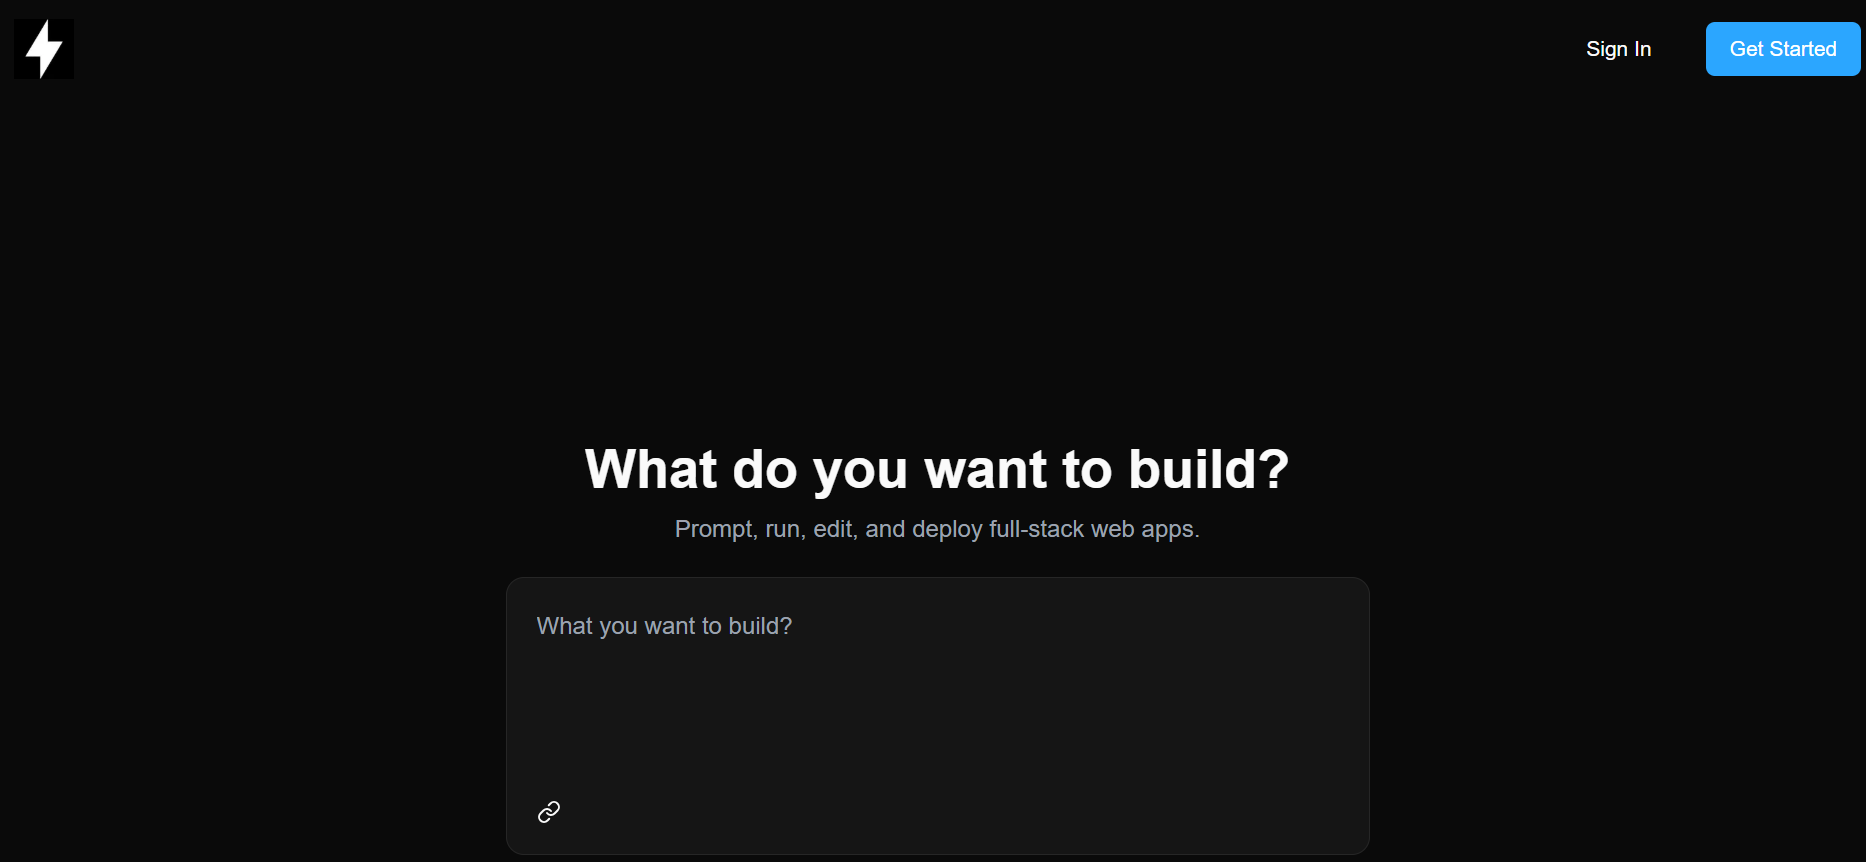 Sign In
Get Started
What do you want to build?
Prompt, run, edit, and deploy full-stack web apps.
What you want to build?